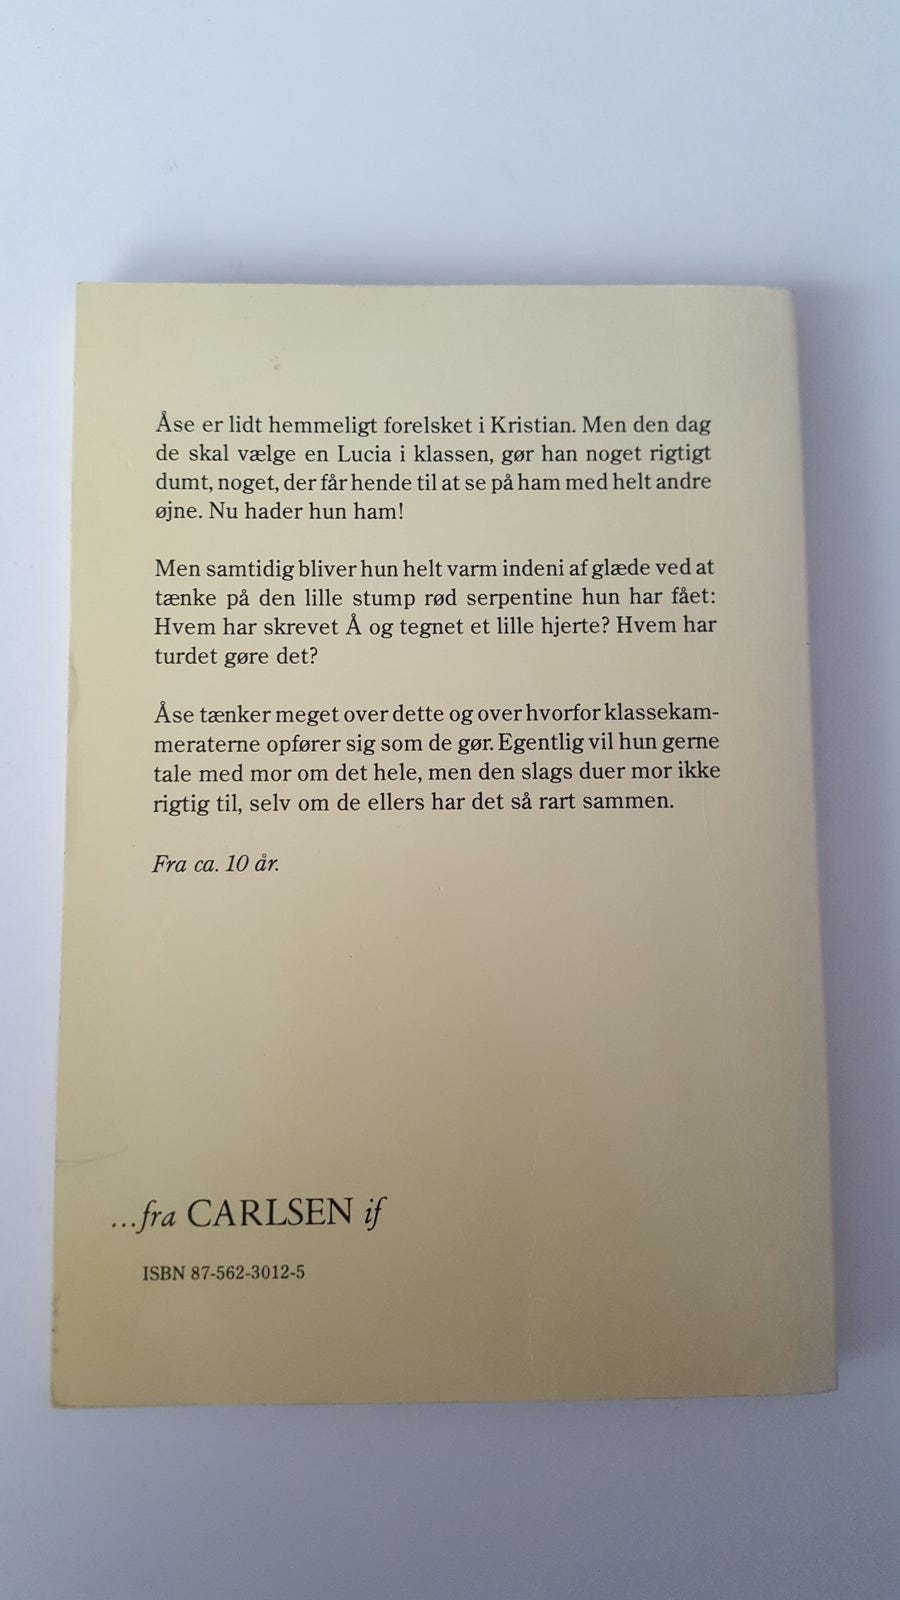 Åse er lidt hemmeligt forelsket i Kristian. Men den dag
de skal vælge en Lucia i klassen, gør han noget rigtigt
dumt, noget, der får hende til at se på ham med helt andre
øjne. Nu hader hun ham!
Men samtidig bliver hun helt varm indeni af glæde ved at
tænke på den lille stump rød serpentine hun har fået:
Hvem har skrevet Å og tegnet et lille hjerte? Hvem har
turdet gøre det?
Åse tænker meget over dette og over hvorfor klassekam-
meraterne opfører sig som de gør. Egentlig vil hun gerne
tale med mor om det hele, men den slags duer mor ikke
rigtig til, selv om de ellers har det så rart sammen.
Fra ca. 10 år.
...fra CARLSEN if
ISBN 87-562-3012-5